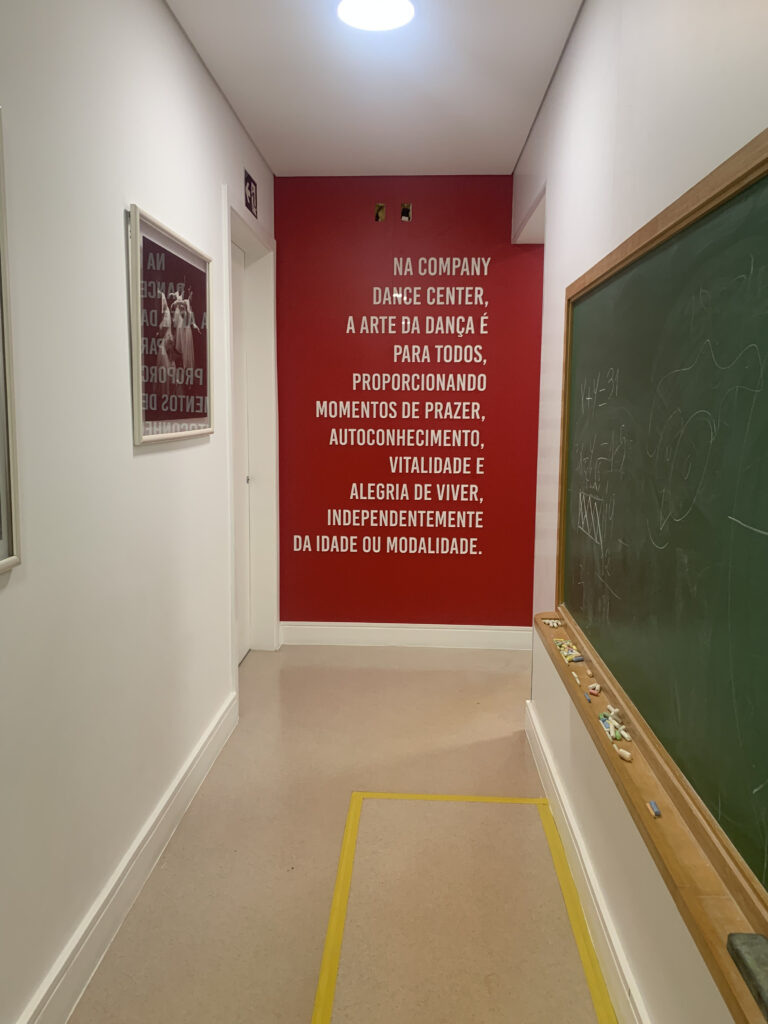 NA COMPANY
DANCE CENTER,
A ARTE DA DANÇA É
PARA TODOS,
PROPORCIONANDO
MOMENTOS DE PRAZER,
AUTOCONHECIMENTO,
VITALIDADE E
ALEGRIA DE VIVER,
INDEPENDENTEMENTE
DA IDADE OU MODALIDADE.